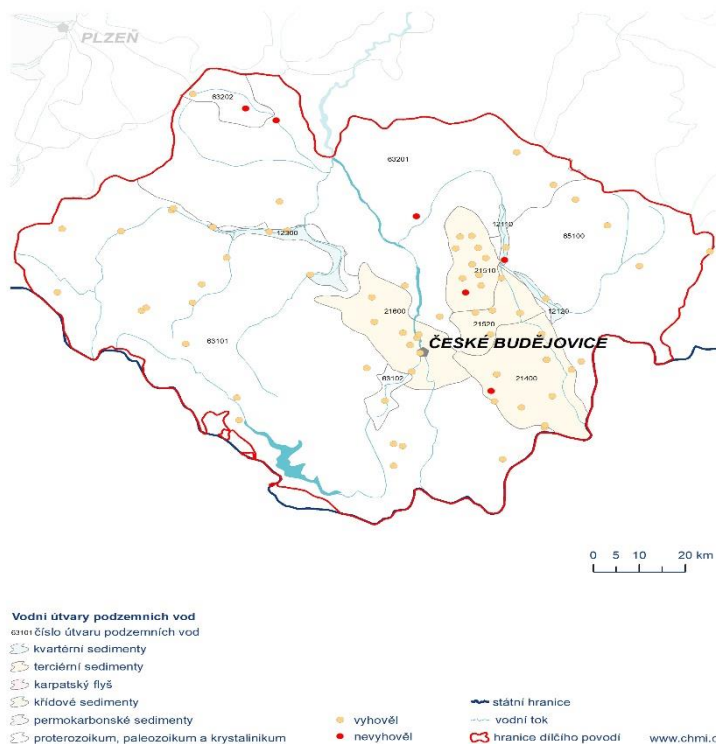 PLZEŇ
63202
63201
12110
65100
12300
21510
12120
21600
21520
ČESKÉ BUDĚJOVICE
63101
21400
63102
0 5 10 20 km
Vodní útvary podzemních vod
63101 číslo útvaru podzemních vod
kvartérní sedimenty
terciérní sedimenty
karpatský flyš
křídové sedimenty
permokarbonské sedimenty
proterozoikum, paleozoikum a krystalinikum
vyhověl
nevyhověl
státní hranice
vodní tok
hranice dílčího povodí
www.chmi.c